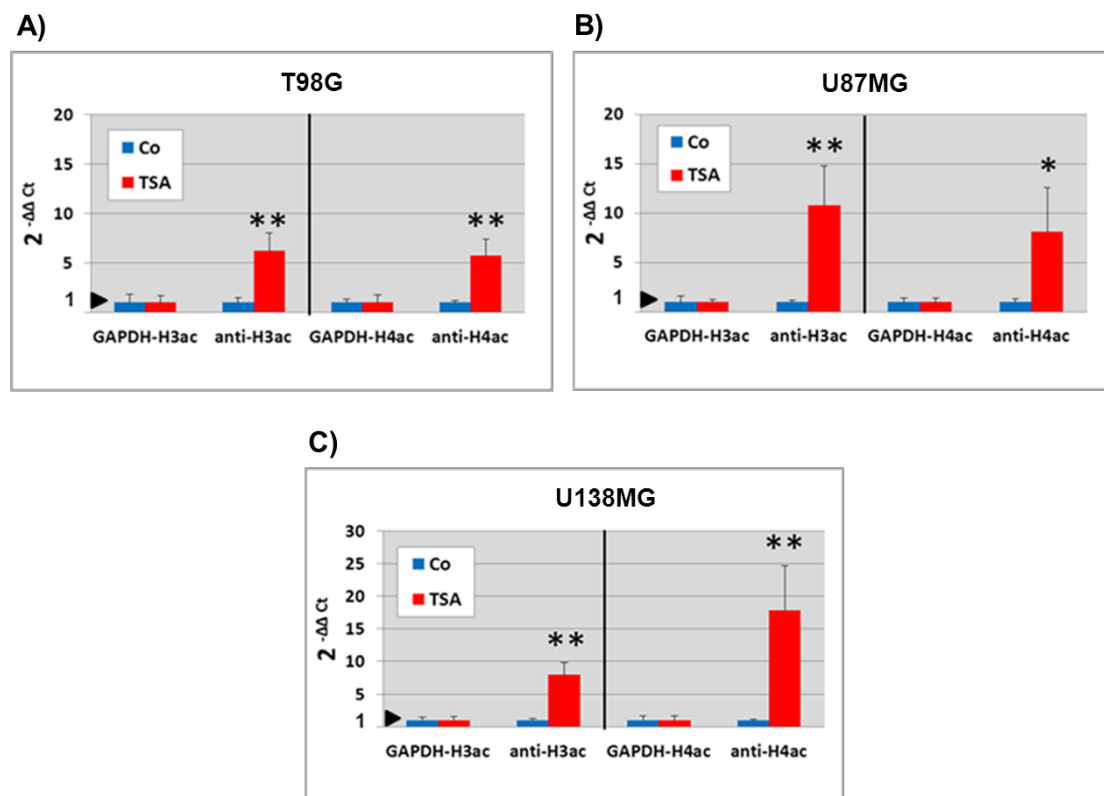 A)
T98G
20
15
10
5
1
2 -ΔΔ Ct
Co
TSA
**
**
GAPDH-H3ac anti-H3ac GAPDH-H4ac anti-H4ac
B)
U87MG
20
15
10
5
1
2 -ΔΔ Ct
Co
TSA
**
*
GAPDH-H3ac anti-H3ac GAPDH-H4ac anti-H4ac
C)
U138MG
30
25
20
15
10
5
1
2 -ΔΔ Ct
Co
TSA
**
**
GAPDH-H3ac anti-H3ac GAPDH-H4ac anti-H4ac